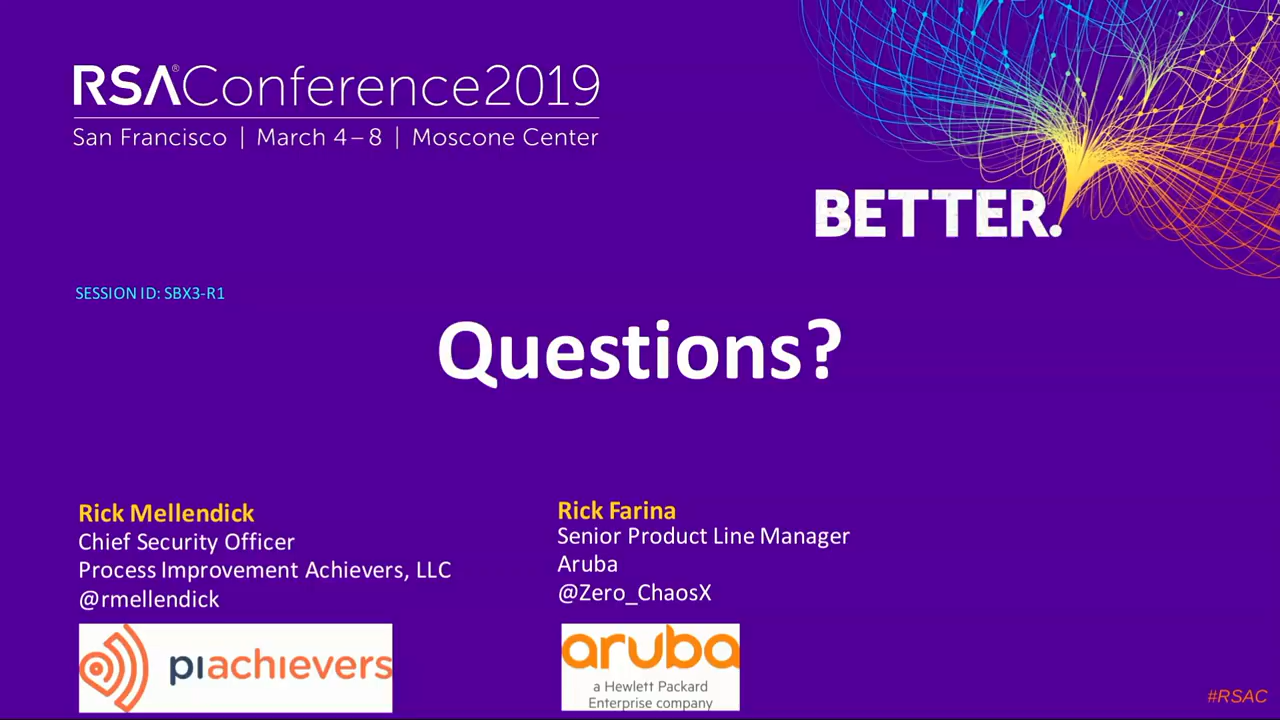 RSA®Conference2019
San Francisco | March 4–8 | Moscone Center
BETTER.
SESSION ID: SBX3-R1
Questions?
Rick Mellendick
Chief Security Officer
Process Improvement Achievers, LLC
@rmellendick
piachievers
Rick Farina
Senior Product Line Manager
Aruba
@Zero_ChaosX
aruba
a Hewlett Packard
Enterprise company
#RSAC